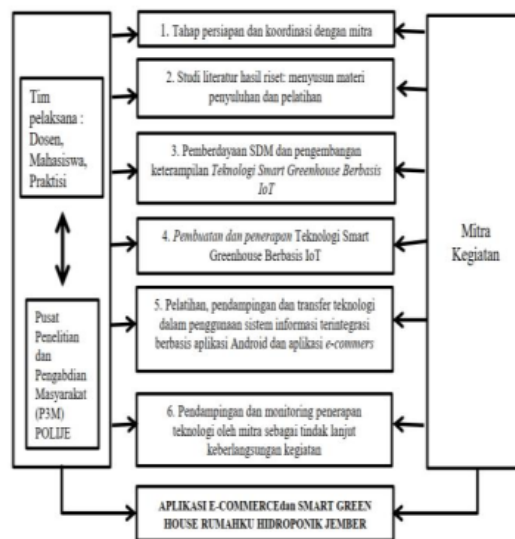 1. Tahap persiapan dan koordinasi dengan mitra
2. Studi literatur hasil riset: menyusun materi
penyuluhan dan pelatihan
Tim
pelaksana :
Dosen,
Mahasiswa,
Praktisi
3. Pemberdayaan SDM dan pengembangan
keterampilan Teknologi Smart Greenhouse Berbasis
IoT
4. Pembuatan dan penerapan Teknologi Smart
Greenhouse Berbasis IoT
Mitra
Kegiatan
5. Pelatihan, pendampingan dan transfer teknologi
dalam penggunaan sistem informasi terintegrasi
berbasis aplikasi Android dan aplikasi e-commers
Pusat
Penelitian
dan
Pengabdian
Masyarakat
(P3M)
POLIJE
6. Pendampingan dan monitoring penerapan
teknologi oleh mitra sebagai tindak lanjut
keberlangsungan kegiatan
APLIKASI E-COMMERCEdan SMART GREEN
HOUSE RUMAHKU HIDROPONIK JEMBER